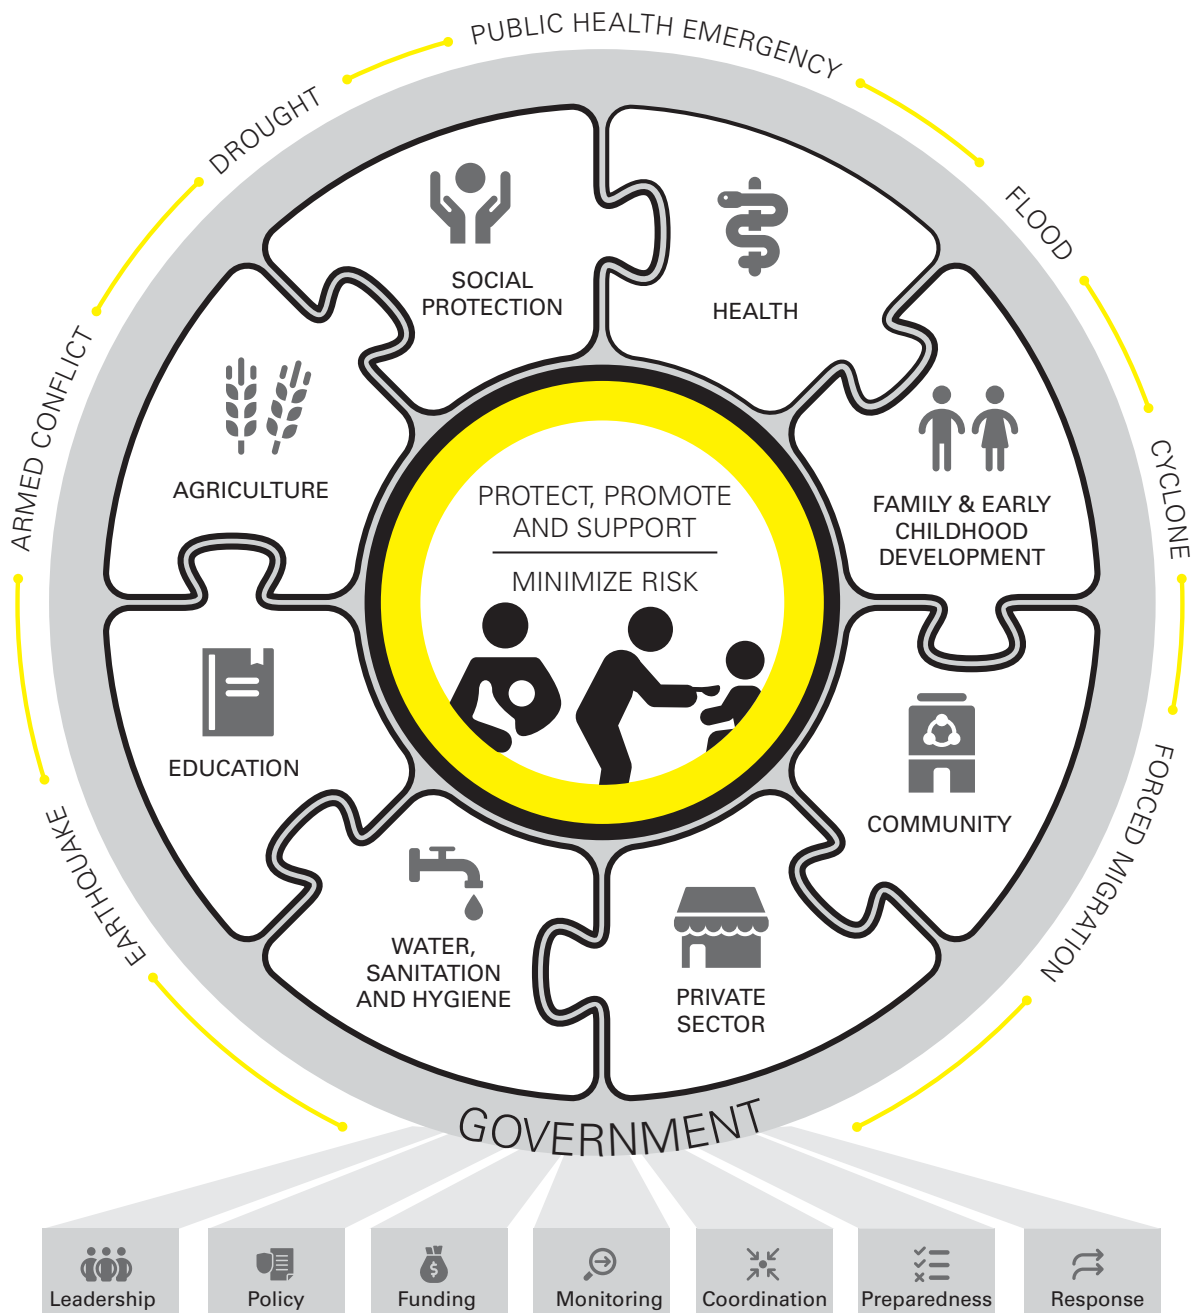 PUBLIC HEALTH EMERGENCY
DROUGHT
FLOOD
ARMED CONFLICT
CYCLONE
EARTHQUAKE
FORCED MIGRATION
SOCIAL
PROTECTION
HEALTH
AGRICULTURE
FAMILY & EARLY
CHILDHOOD
DEVELOPMENT
PROTECT, PROMOTE
AND SUPPORT
MINIMIZE RISK
EDUCATION
COMMUNITY
WATER,
SANITATION
AND HYGIENE
PRIVATE
SECTOR
GOVERNMENT
$
Leadership
Policy
Funding
Monitoring
Coordination
Preparedness
Response